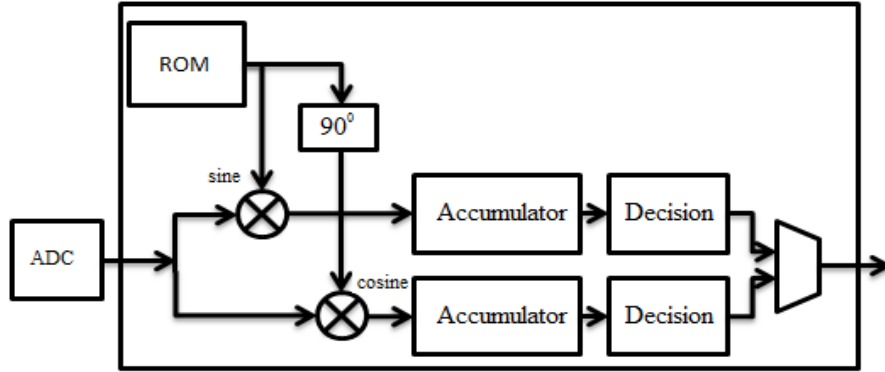 ROM
90⁰
sine
Accumulator
Decision
ADC
cosine
Accumulator
Decision